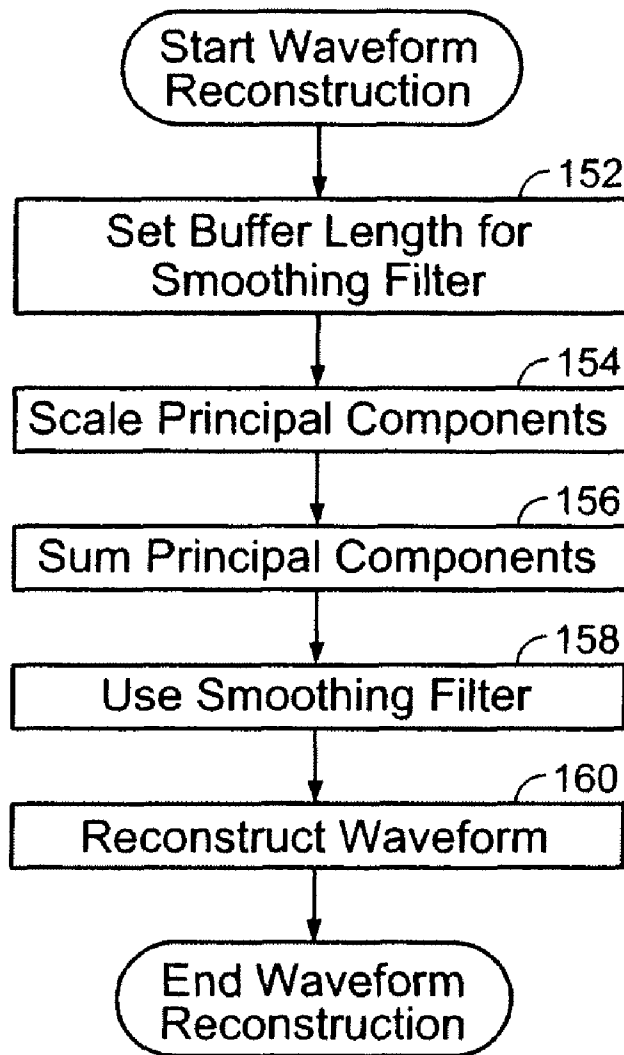 Start Waveform
Reconstruction
152
Set Buffer Length for
Smoothing Filter
154
Scale Principal Components
156
Sum Principal Components
158
Use Smoothing Filter
160
Reconstruct Waveform
End Waveform
Reconstruction